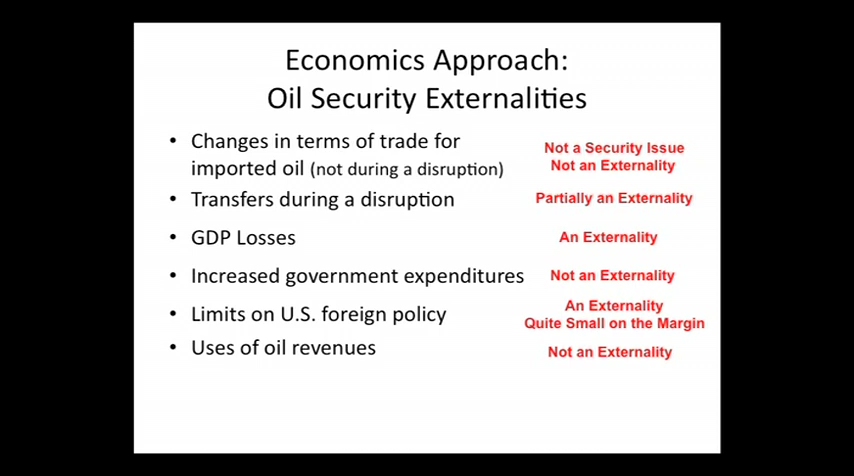 Economics Approach:
Oil Security Externalities
• Changes in terms of trade for
imported oil (not during a disruption)
Not a Security Issue
Not an Externality
• Transfers during a disruption
Partially an Externality
• GDP Losses
An Externality
• Increased government expenditures
Not an Externality
• Limits on U.S. foreign policy
An Externality
Quite Small on the Margin
• Uses of oil revenues
Not an Externality